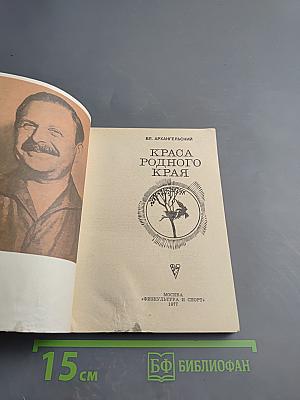 ВЛ. АРХАНГЕЛЬСКИЙ
КРАСА
РОДНОГО
КРАЯ
МОСКВА
«ФИЗКУЛЬТУРА И СПОРТ»
1977
15 см
БФ БИБЛИОФАН